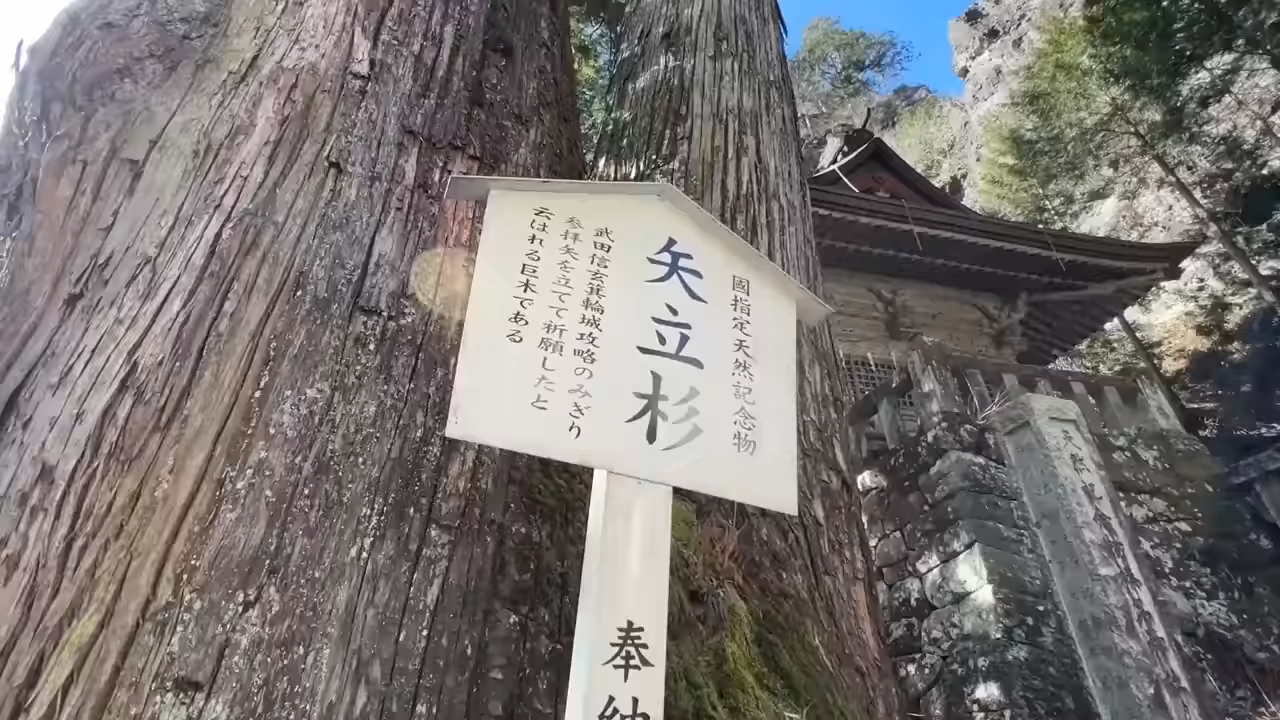 國指定天然記念物
矢立杉
武田信玄箕輪城攻略のみぎり
参拝矢を立てて祈願したと
云はれる巨木である
奉納